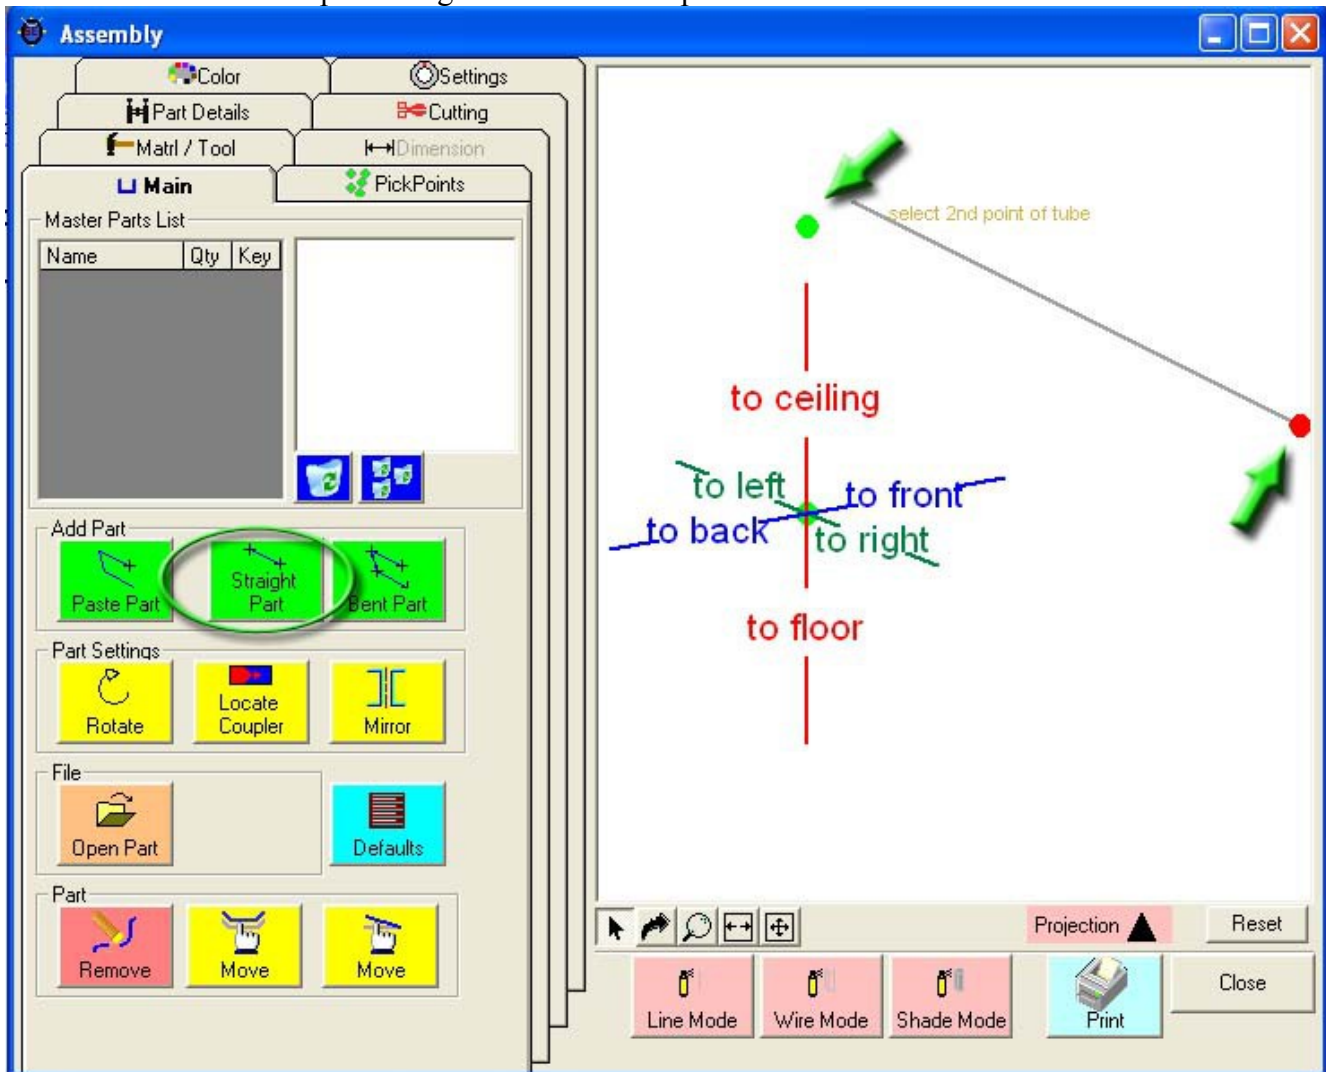 Assembly
Color
Settings
Part Details
Cutting
Matrl / Tool
Dimension
Main
PickPoints
Master Parts List
Name Qty Key
Add Part
Paste Part
Straight
Part
Bent Part
Part Settings
Rotate
Locate
Coupler
Mirror
File
Open Part
Defaults
Part
Remove
Move
Move
select 2nd point of tube
to ceiling
to left
to front
to back
to right
to floor
Projection
Reset
Line Mode
Wire Mode
Shade Mode
Print
Close